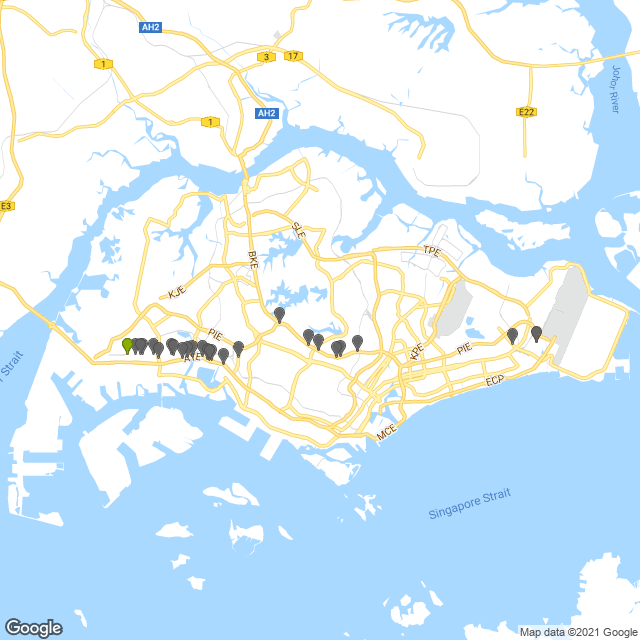 AH2
1
3
17
Johor River
AH2
1
E22
E3
SLE
TPE
BKE
KJE
PIE
AYE
KPE
PIE
ECP
MCE
Strait
Singapore Strait
Google
Map data ©2021 Google